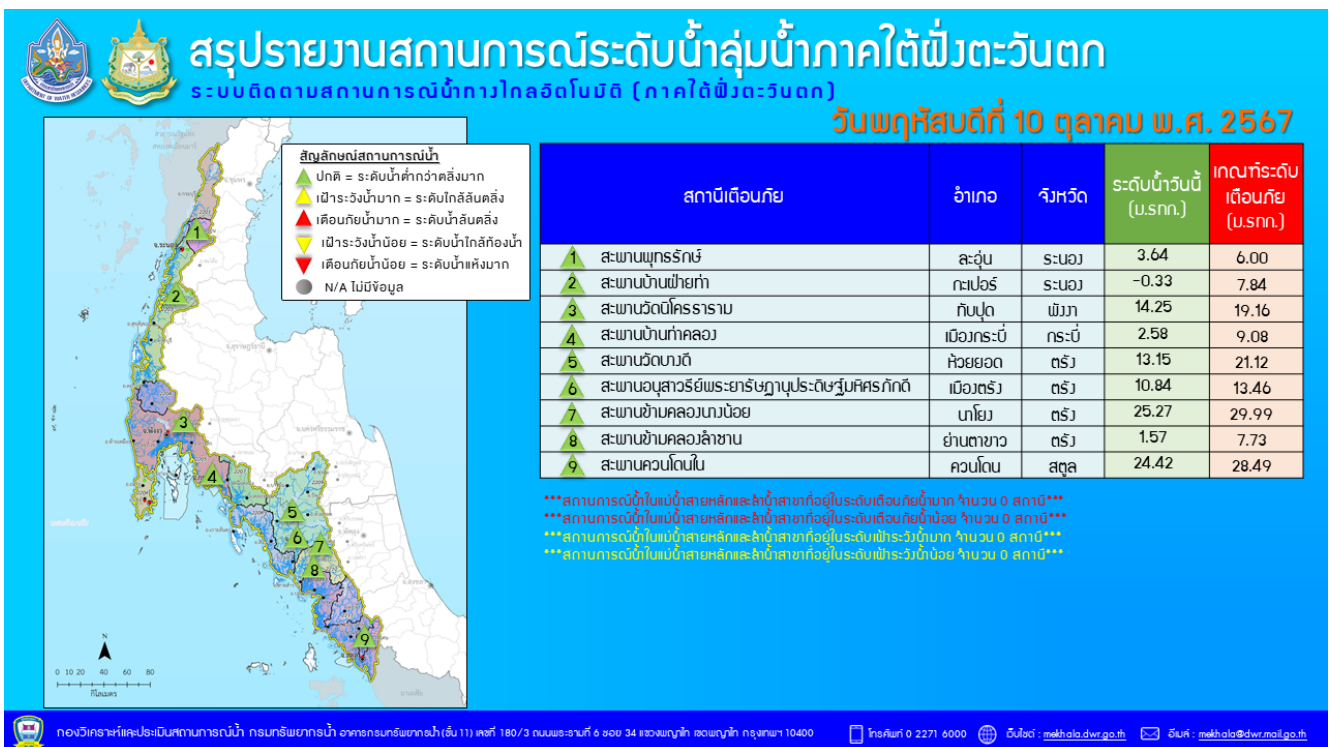 สรุปรายงานสถานการณ์ระดับน้ำลุ่มน้ำภาคใต้ฝั่งตะวันตก
ระบบติดตามสถานการณ์น้ำทางไกลอัตโนมัติ (ภาคใต้ฝั่งตะวันตก)
วันพฤหัสบดีที่ 10 ตุลาคม พ.ศ. 2567
สัญลักษณ์สถานการณ์น้ำ
ปกติ = ระดับน้ำต่ำกว่าตลิ่งมาก
เฝ้าระวังน้ำมาก = ระดับใกล้ล้นตลิ่ง
เตือนภัยน้ำมาก = ระดับน้ำล้นตลิ่ง
เฝ้าระวังน้ำน้อย = ระดับน้ำใกล้ท้องน้ำ
เตือนภัยน้ำน้อย = ระดับน้ำแห้งมาก
N/A ไม่มีข้อมูล
1
2
3
4
5
6
7
8
9
N
0 10 20 40 60 80
กิโลเมตร
สถานีเตือนภัย อำเภอ จังหวัด ระดับน้ำวันนี้ (ม.รทก.) เกณฑ์ระดับเตือนภัย (ม.รทก.)
1 สะพานพุทธรักษ์ ละอุ่น ระนอง 3.64 6.00
2 สะพานบ้านฝ่ายท่า กะเปอร์ ระนอง -0.33 7.84
3 สะพานวัดนิโครธาราม ทับปุด พังงา 14.25 19.16
4 สะพานบ้านท่าคลอง เมืองกระบี่ กระบี่ 2.58 9.08
5 สะพานวัดบางดี ห้วยยอด ตรัง 13.15 21.12
6 สะพานอนุสาวรีย์พระยารัษฎานุประดิษฐ์มหิศรภักดี เมืองตรัง ตรัง 10.84 13.46
7 สะพานข้ามคลองนางน้อย นาโยง ตรัง 25.27 29.99
8 สะพานข้ามคลองลำชาน ย่านตาขาว ตรัง 1.57 7.73
9 สะพานควนโดนใน ควนโดน สตูล 24.42 28.49
***สถานการณ์น้ำในแม่น้ำสายหลักและลำน้ำสาขาที่อยู่ในระดับเตือนภัยน้ำมาก จำนวน 0 สถานี***
***สถานการณ์น้ำในแม่น้ำสายหลักและลำน้ำสาขาที่อยู่ในระดับเตือนภัยน้ำน้อย จำนวน 0 สถานี***
***สถานการณ์น้ำในแม่น้ำสายหลักและลำน้ำสาขาที่อยู่ในระดับเฝ้าระวังน้ำมาก จำนวน 0 สถานี***
***สถานการณ์น้ำในแม่น้ำสายหลักและลำน้ำสาขาที่อยู่ในระดับเฝ้าระวังน้ำน้อย จำนวน 0 สถานี***
กองวิเคราะห์และประเมินสถานการณ์น้ำ กรมทรัพยากรน้ำ อาคารกรมทรัพยากรน้ำ (ชั้น 11) เลขที่ 180/3 ถนนพระรามที่ 6 ซอย 34 แขวงพญาไท เขตพญาไท กรุงเทพฯ 10400 โทรศัพท์ 0 2271 6000 เว็บไซต์ : mekhala.dwr.go.th อีเมล์ : mekhala@dwr.mail.go.th